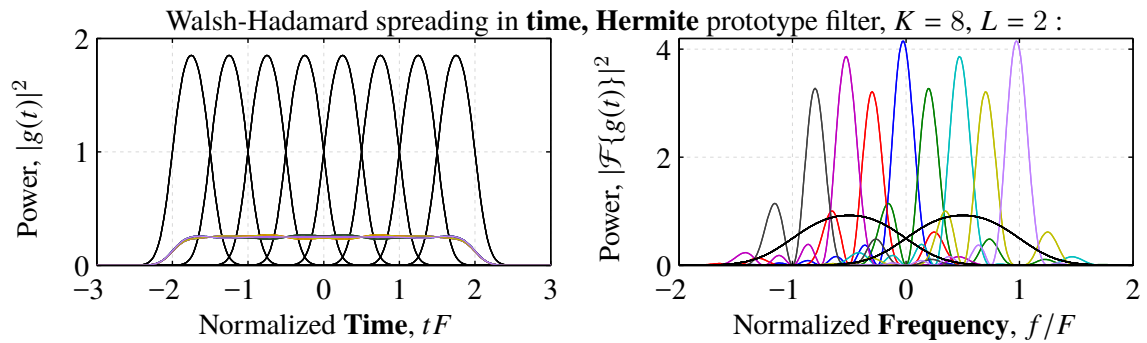 Walsh-Hadamard spreading in time, Hermite prototype filter, K = 8, L = 2 :
Power, |g(t)|²
2
1
0
−3 −2 −1 0 1 2 3
Normalized Time, tF
Power, |ℱ{g(t)}|²
4
2
0
−2 −1 0 1 2
Normalized Frequency, f/F